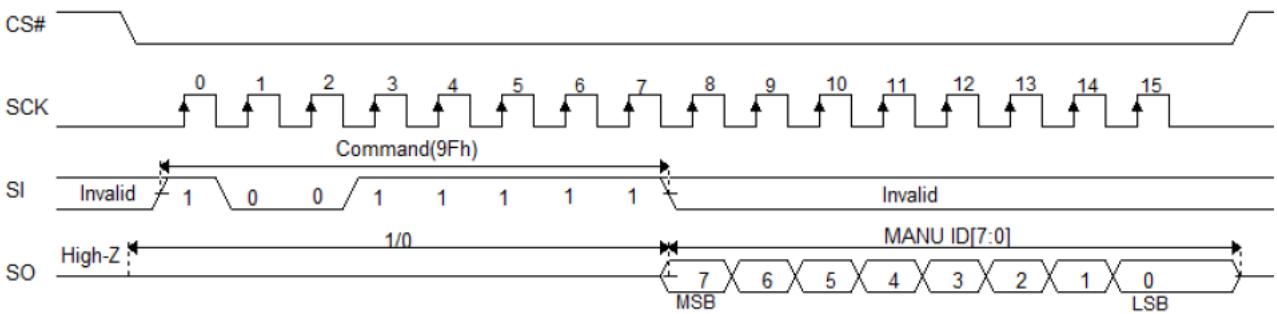 CS#
0 1 2 3 4 5 6 7 8 9 10 11 12 13 14 15
SCK
Command(9Fh)
SI Invalid 1 0 0 1 1 1 1 1 Invalid
1/0 MANU ID[7:0]
High-Z
SO 7 6 5 4 3 2 1 0
MSB LSB